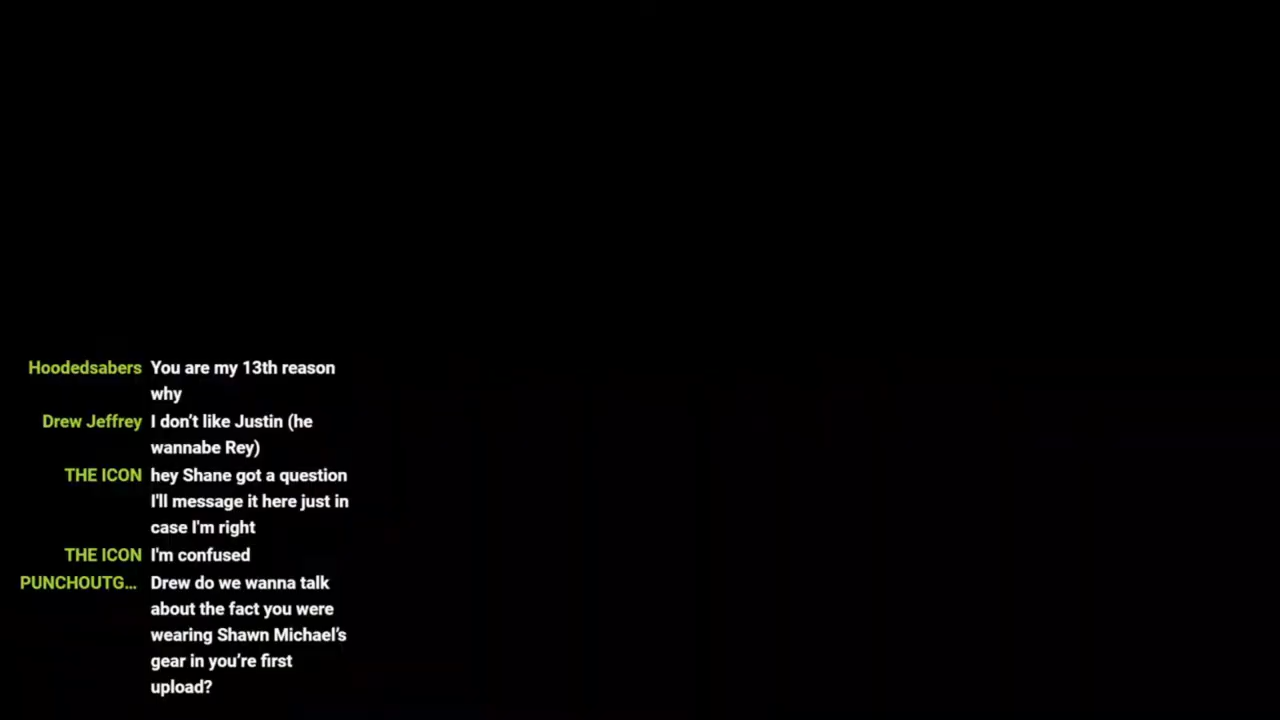 Hoodedsabers You are my 13th reason
why
Drew Jeffrey I don’t like Justin (he
wannabe Rey)
THE ICON hey Shane got a question
I'll message it here just in
case I'm right
THE ICON I'm confused
PUNCHOUTG... Drew do we wanna talk
about the fact you were
wearing Shawn Michael’s
gear in you’re first
upload?